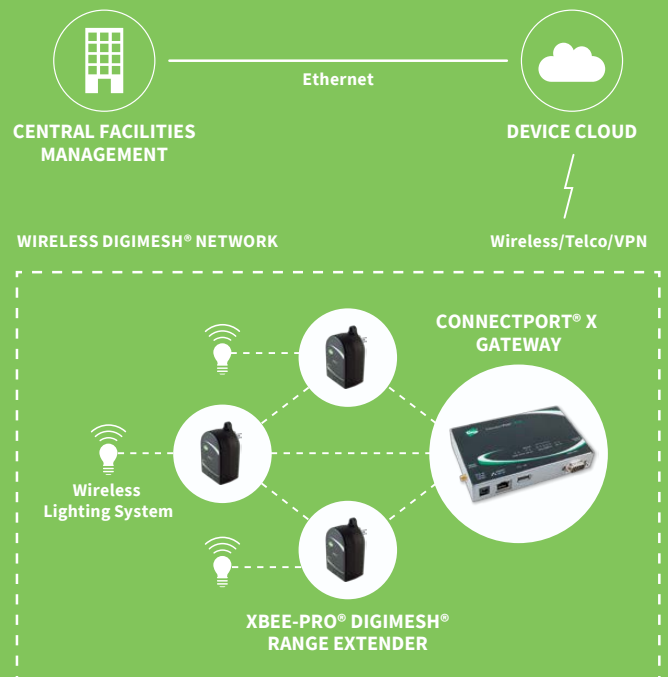 Ethernet
CENTRAL FACILITIES
MANAGEMENT
DEVICE CLOUD
WIRELESS DIGIMESH® NETWORK
Wireless/Telco/VPN
CONNECTPORT® X
GATEWAY
Wireless
Lighting System
XBEE-PRO® DIGIMESH®
RANGE EXTENDER